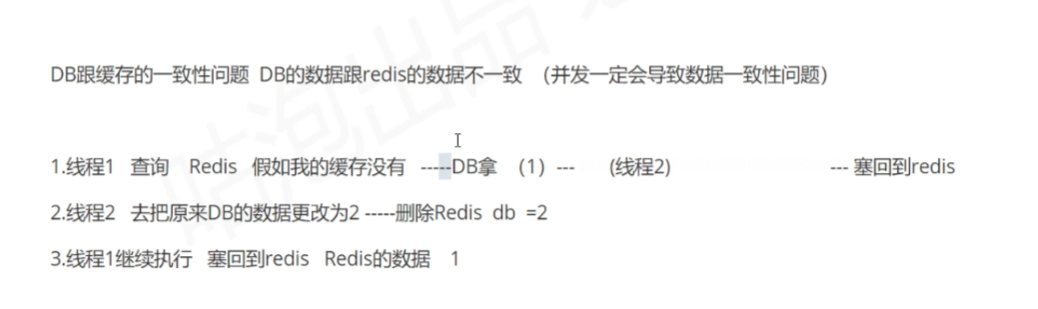 DB跟缓存的一致性问题 DB的数据跟redis的数据不一致 （并发一定会导致数据一致性问题）
1.线程1 查询 Redis 假如我的缓存没有 -----DB拿 （1） --- (线程2) --- 塞回到redis
2.线程2 去把原来DB的数据更改为2 -----删除Redis db =2
3.线程1继续执行 塞回到redis Redis的数据 1
咕泡出品